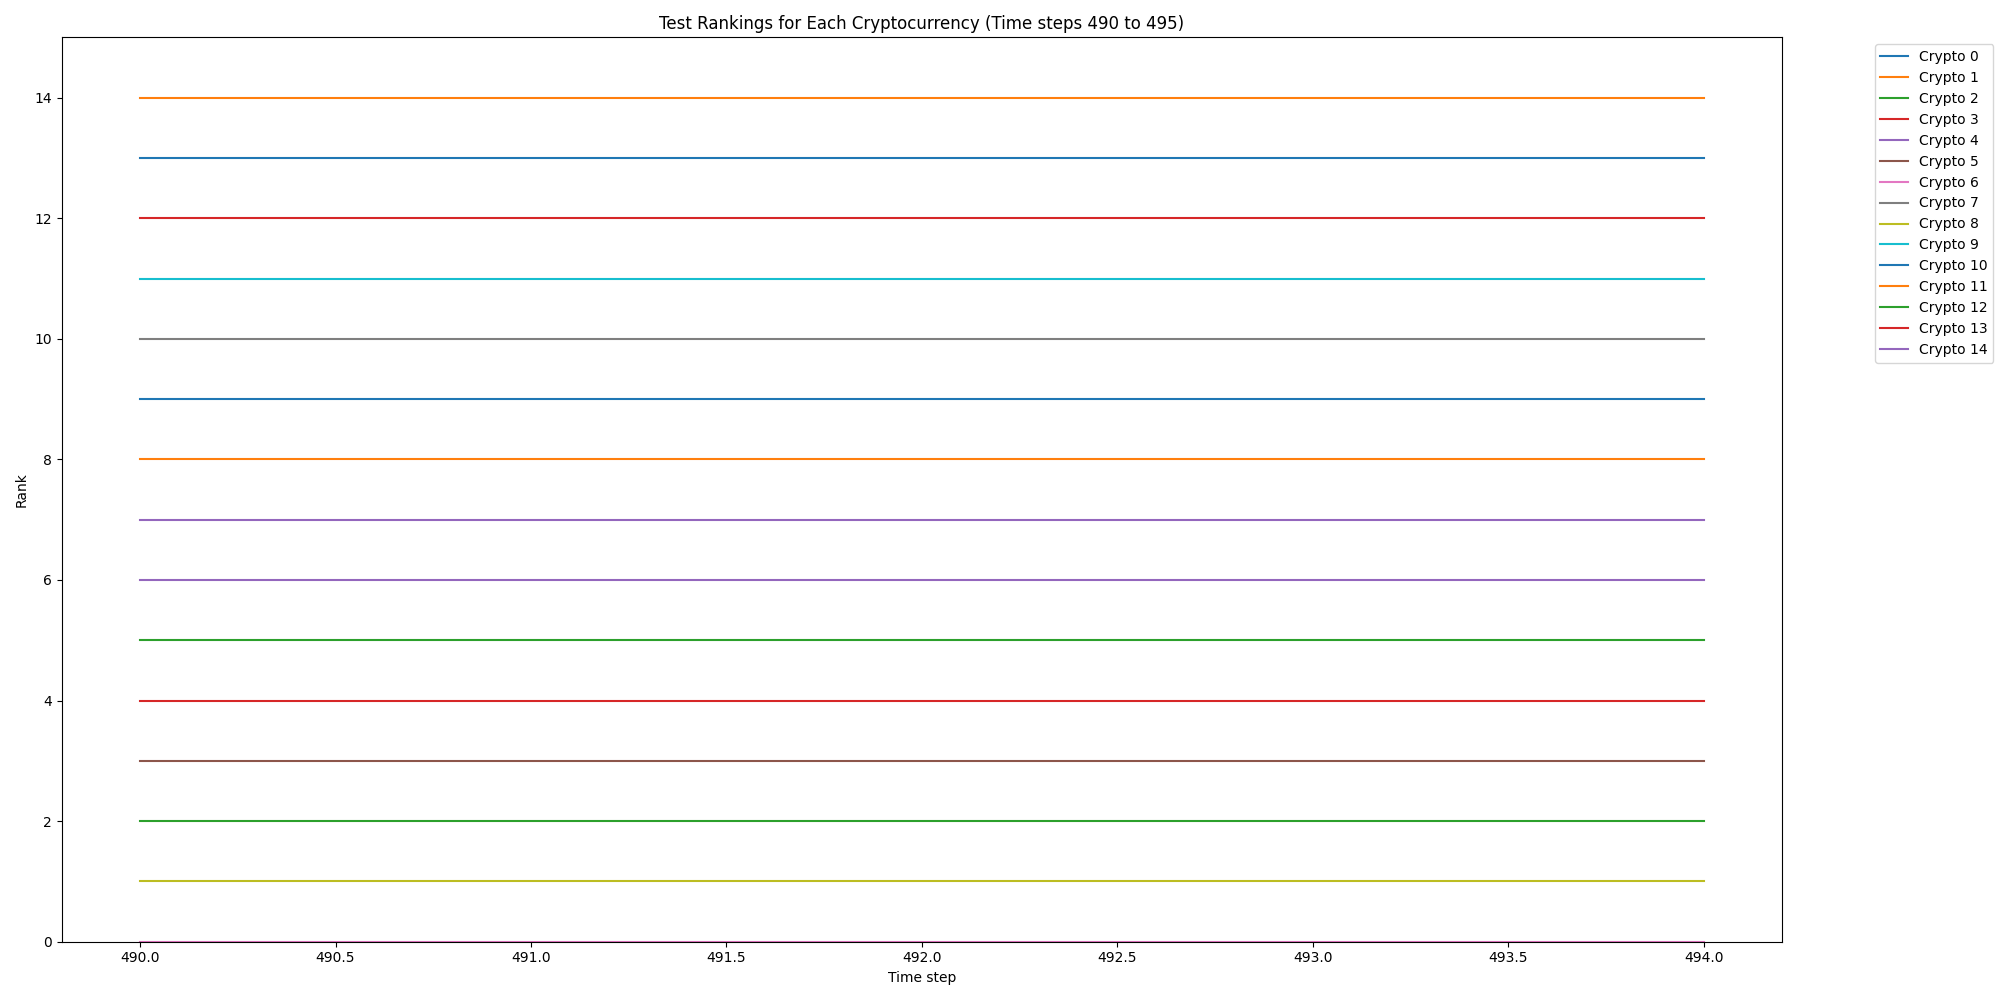 Test Rankings for Each Cryptocurrency (Time steps 490 to 495)
14
12
10
8
6
4
2
0
Rank
490.0 490.5 491.0 491.5 492.0 492.5 493.0 493.5 494.0
Time step
Crypto 0
Crypto 1
Crypto 2
Crypto 3
Crypto 4
Crypto 5
Crypto 6
Crypto 7
Crypto 8
Crypto 9
Crypto 10
Crypto 11
Crypto 12
Crypto 13
Crypto 14